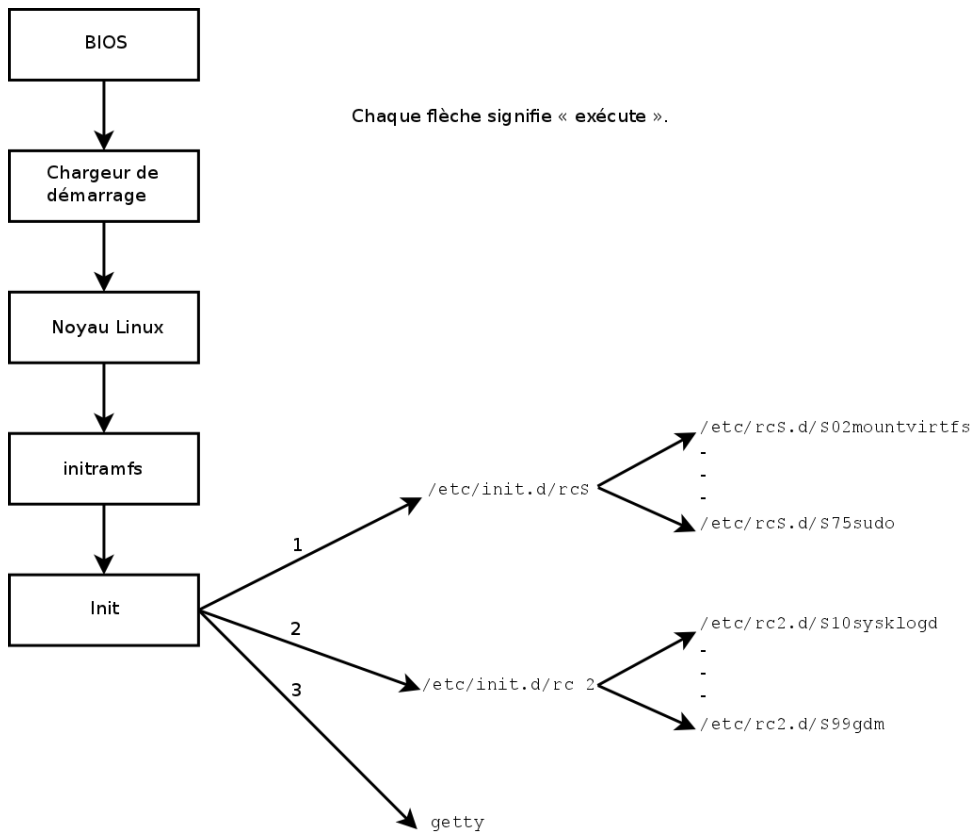 BIOS
Chaque flèche signifie « exécute ».
Chargeur de
démarrage
Noyau Linux
initramfs
Init
1
/etc/init.d/rcS
/etc/rcS.d/S02mountvirtfs
-
-
-
/etc/rcS.d/S75sudo
2
/etc/init.d/rc 2
/etc/rc2.d/S10sysklogd
-
-
-
/etc/rc2.d/S99gdm
3
getty